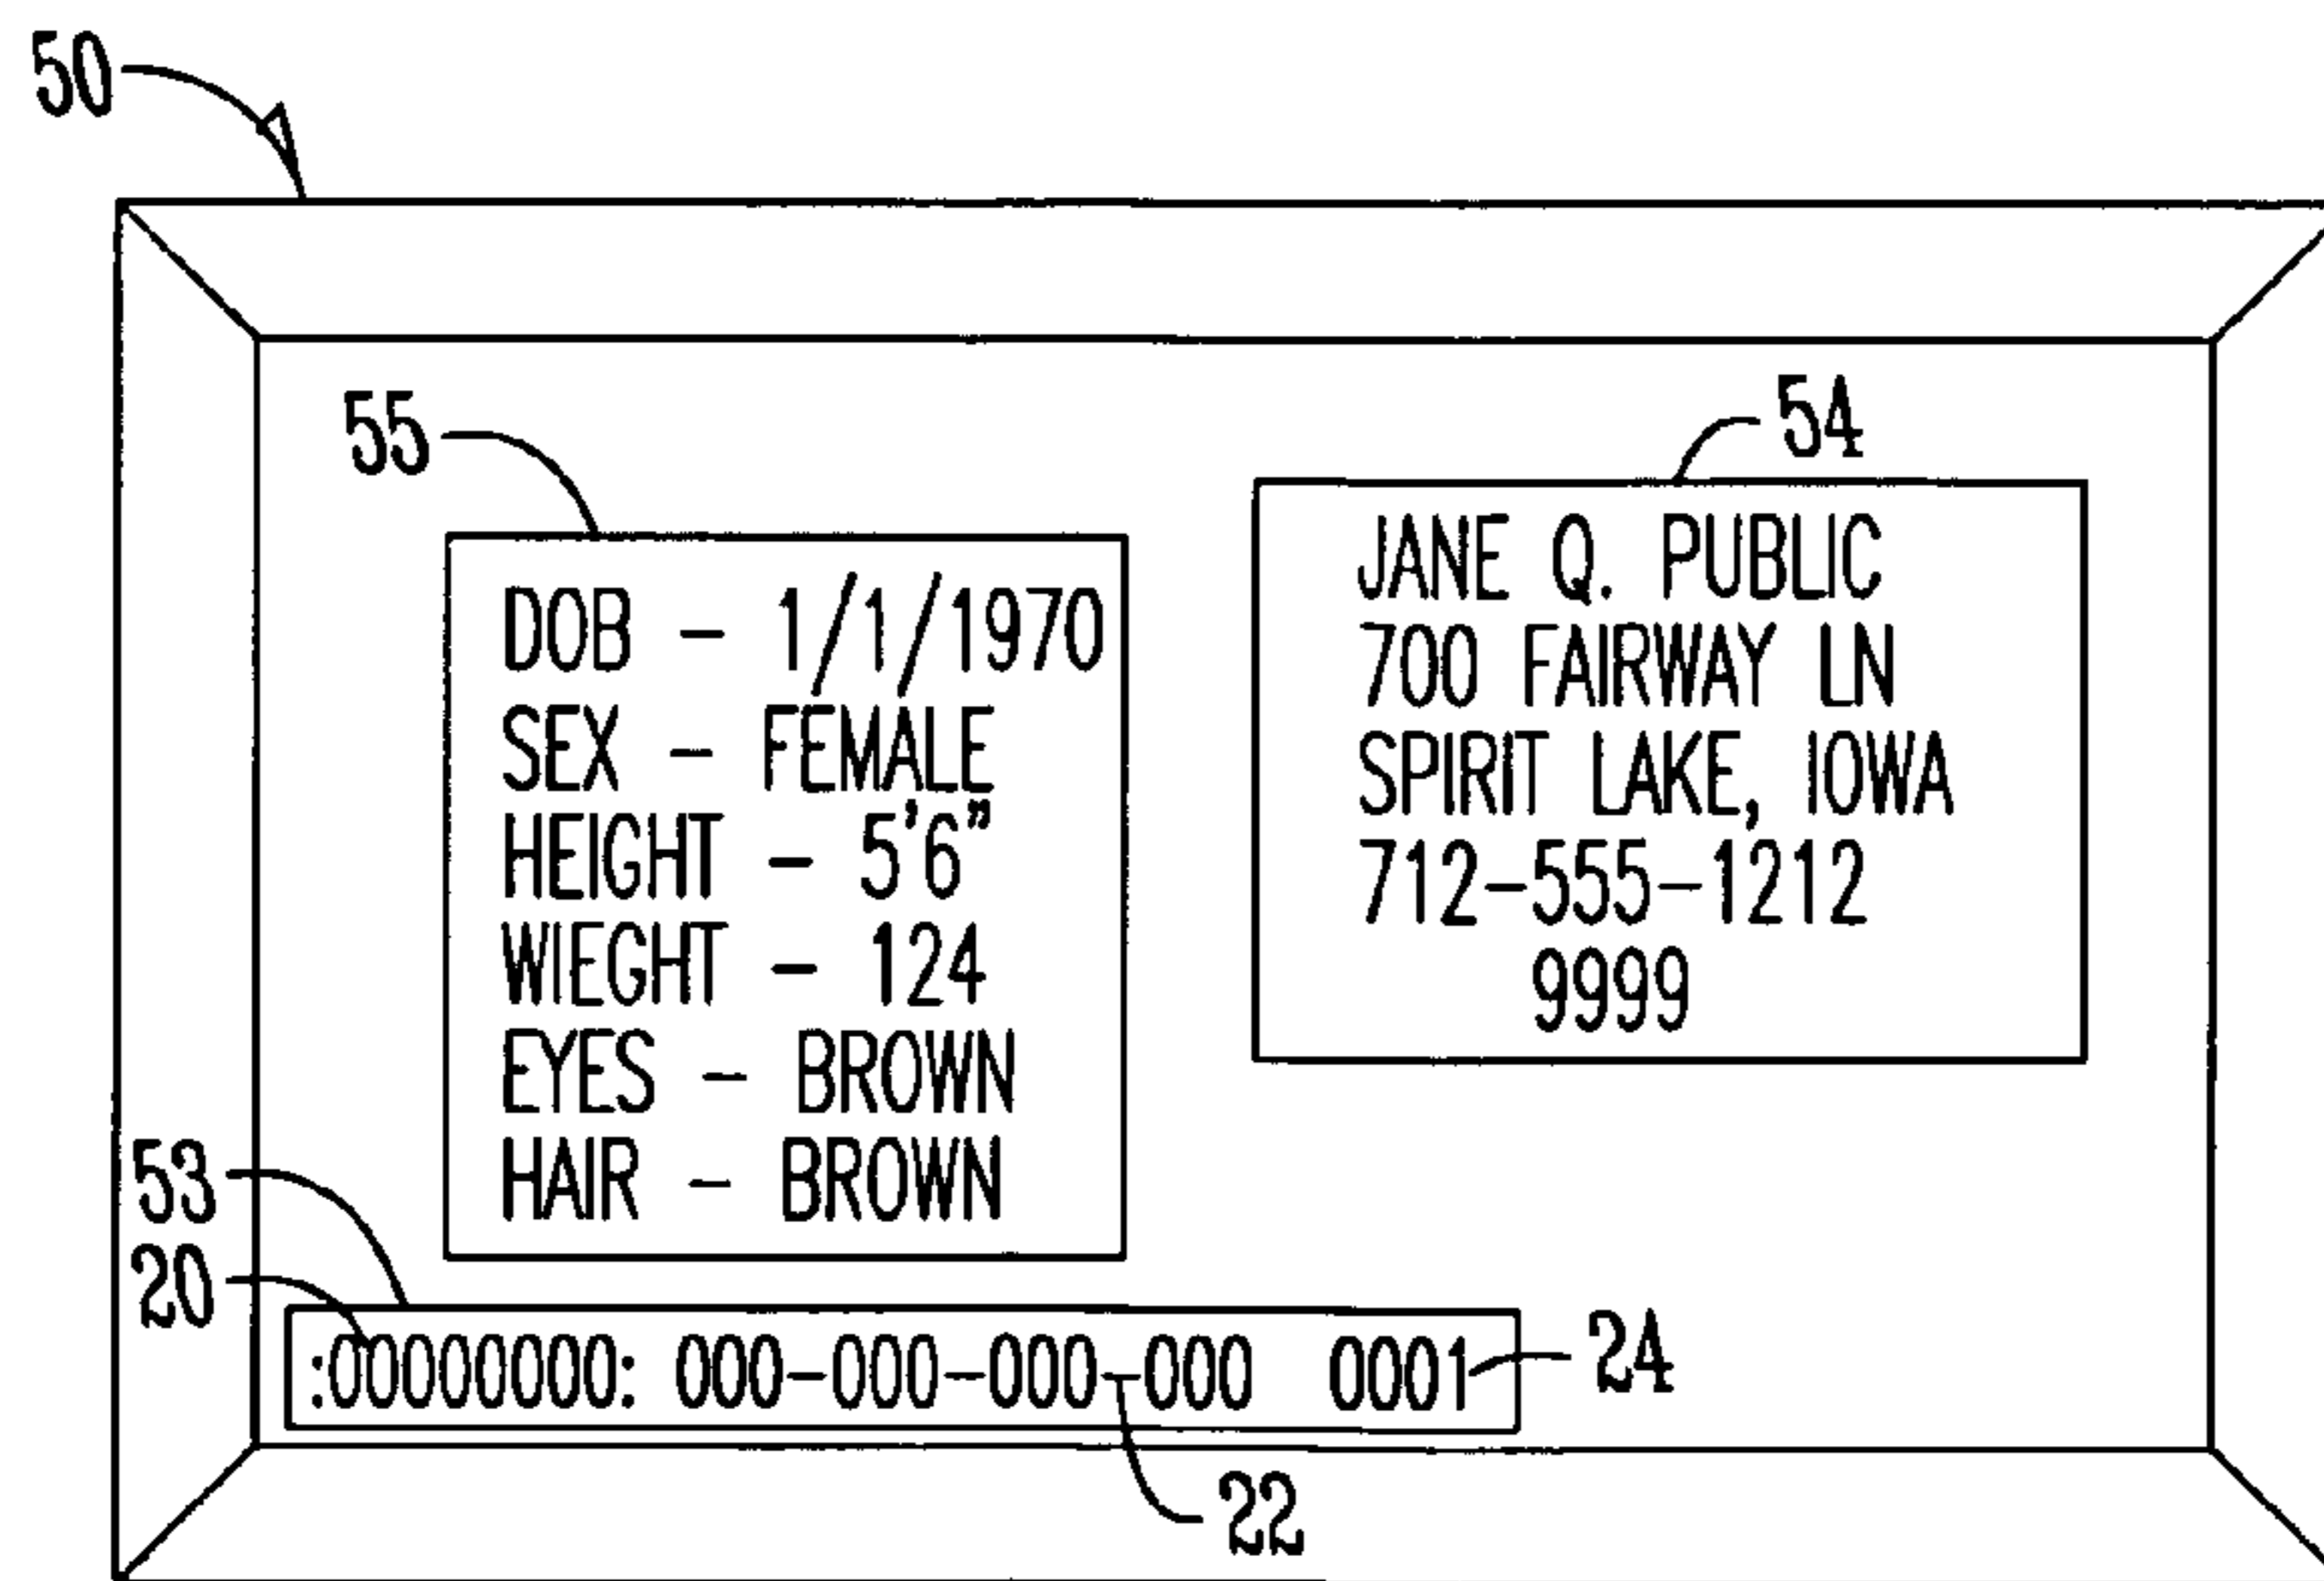 50
55
54
DOB - 1/1/1970
SEX - FEMALE
HEIGHT - 5'6"
WIEGHT - 124
EYES - BROWN
HAIR - BROWN
JANE Q. PUBLIC
700 FAIRWAY LN
SPIRIT LAKE, IOWA
712-555-1212
9999
53
20
:00000000: 000-000-000-000 0001
24
22